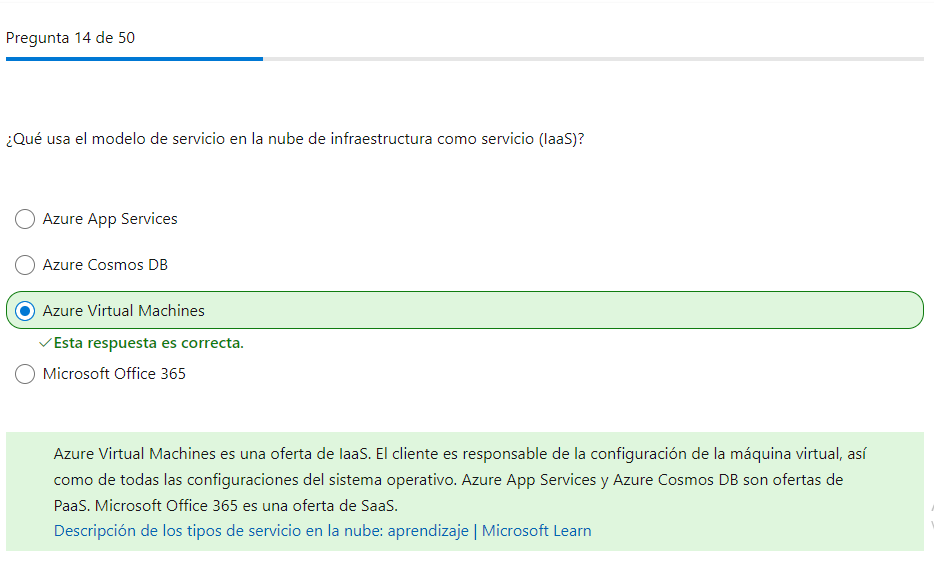 Pregunta 14 de 50
¿Qué usa el modelo de servicio en la nube de infraestructura como servicio (IaaS)?
Azure App Services
Azure Cosmos DB
Azure Virtual Machines
Esta respuesta es correcta.
Microsoft Office 365
Azure Virtual Machines es una oferta de IaaS. El cliente es responsable de la configuración de la máquina virtual, así
como de todas las configuraciones del sistema operativo. Azure App Services y Azure Cosmos DB son ofertas de
PaaS. Microsoft Office 365 es una oferta de SaaS.
Descripción de los tipos de servicio en la nube: aprendizaje | Microsoft Learn